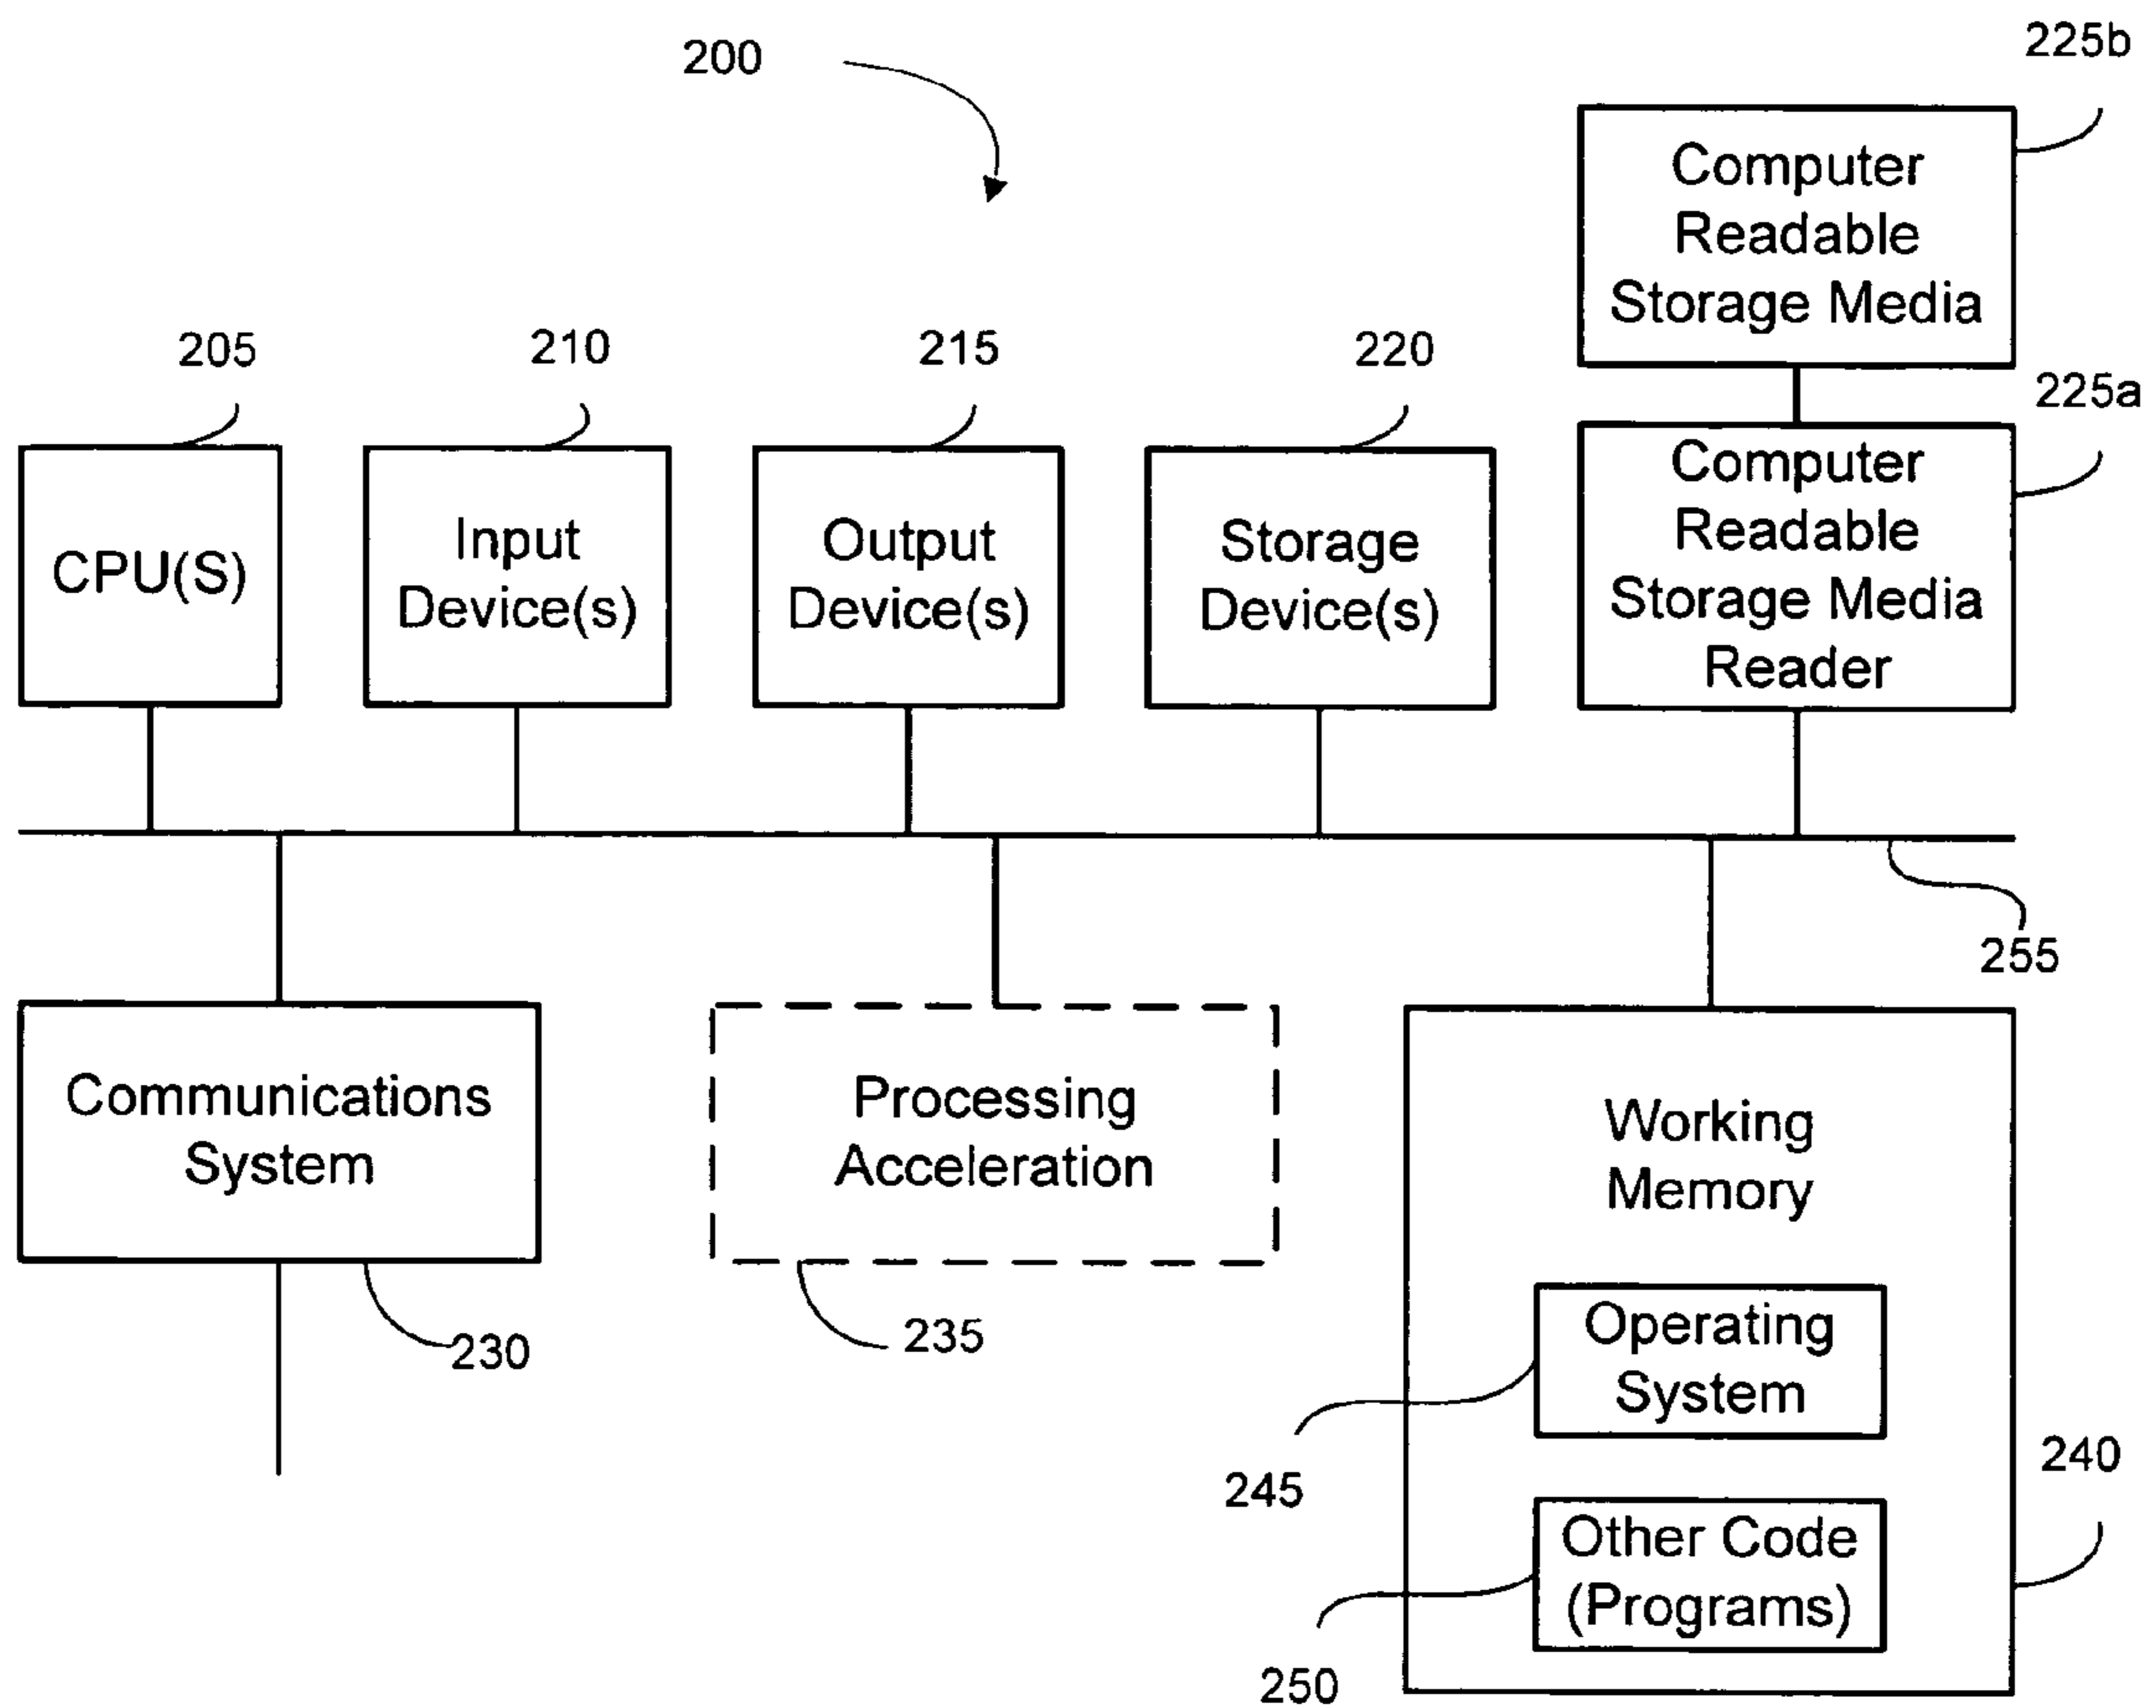 200
225b
Computer
Readable
Storage Media
205
210
215
220
225a
CPU(S)
Input
Device(s)
Output
Device(s)
Storage
Device(s)
Computer
Readable
Storage Media
Reader
255
Communications
System
230
Processing
Acceleration
235
Working
Memory
Operating
System
245
240
Other Code
(Programs)
250